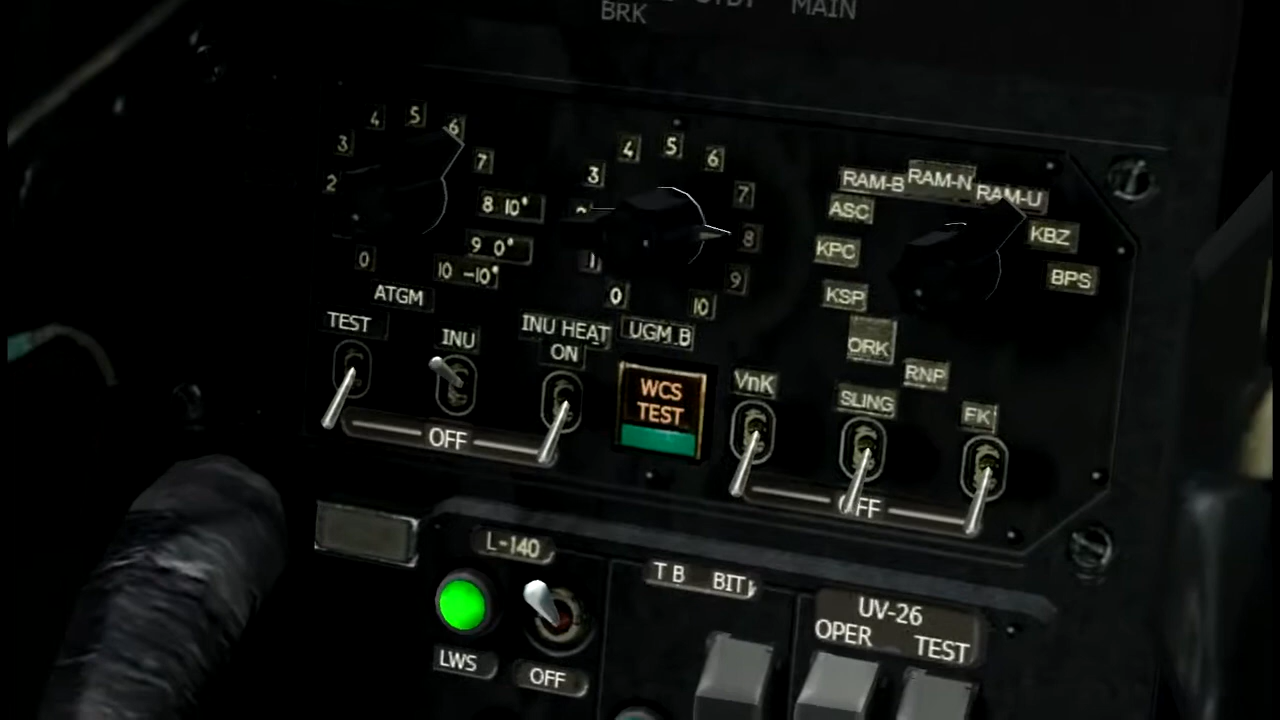 BRK
MAIN
4 5 6
3
7
2
8 10°
9 0°
10 -10°
0
ATGM
4 5 6
3
7
8
1
9
0
10
UGM B
RAM-B RAM-N RAM-U
ASC
KBZ
KPC
BPS
KSP
ORK
RNP
TEST
INU
INU HEAT
ON
WCS
TEST
VnK
SLING
FK
OFF
OFF
L-140
LWS
OFF
T B BIT
UV-26
OPER TEST